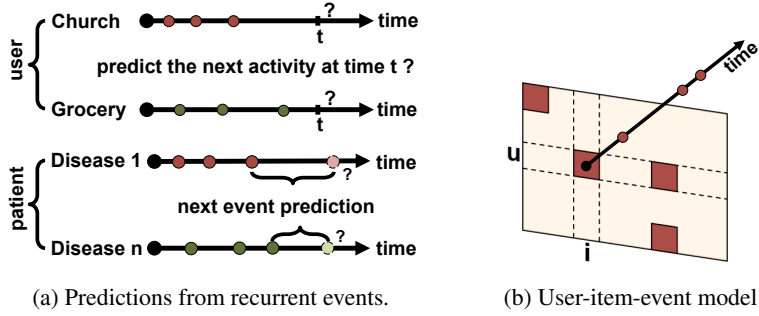 user
Church
?
time
t
predict the next activity at time t ?
Grocery
?
time
t
patient
Disease 1
time
?
next event prediction
Disease n
?
time
(a) Predictions from recurrent events.
time
u
i
(b) User-item-event model